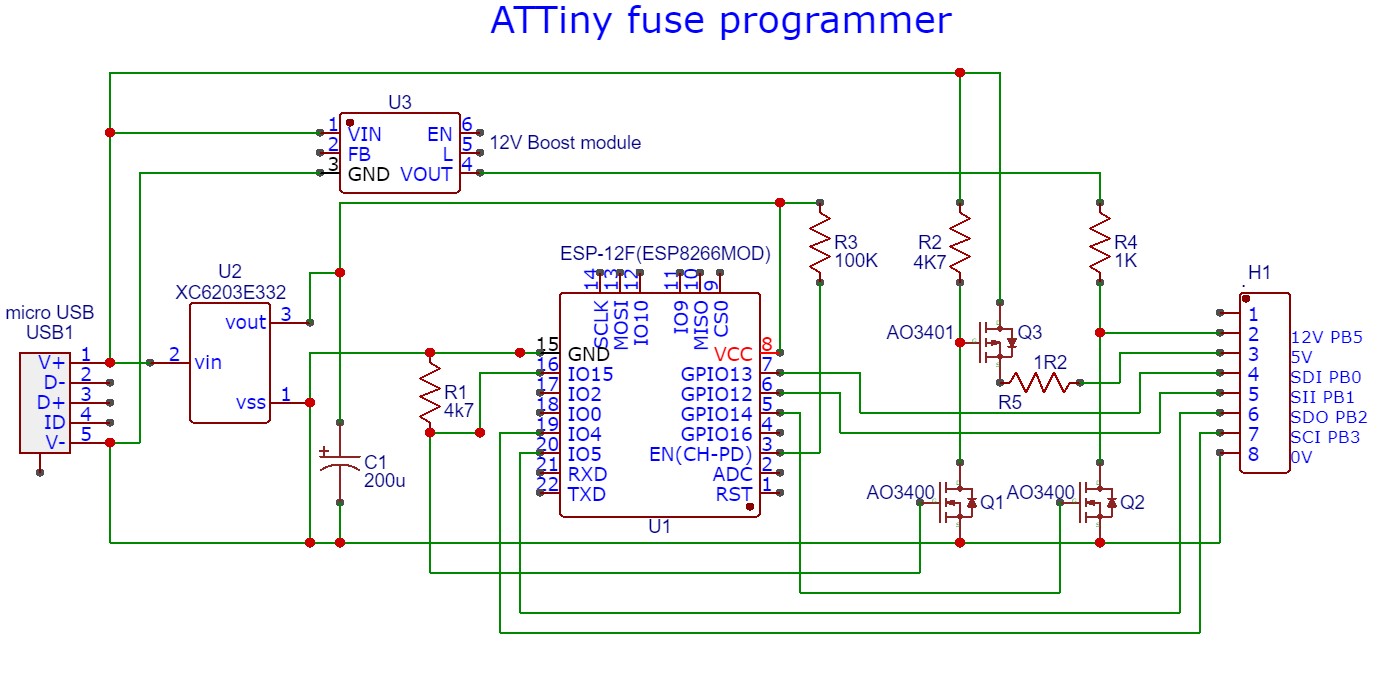 ATTiny fuse programmer
U3
1 VIN EN 6
2 FB L 5
3 GND VOUT 4
12V Boost module
ESP-12F(ESP8266MOD)
R3
100K
R2
4K7
R4
1K
H1
.
U2
XC6203E332
vout 3
2 vin
vss 1
micro USB
USB1
V+ 1
D- 2
D+ 3
ID 4
V- 5
14 13 12 11 10 9
SCLK MOSI IO10 IO9 MISO CS0
15 GND VCC 8
16 IO15 GPIO13 7
17 IO2 GPIO12 6
18 IO0 GPIO14 5
19 IO4 GPIO16 4
20 IO5 EN(CH-PD) 3
21 RXD ADC 2
22 TXD RST 1
U1
R1
4k7
C1
200u
+
AO3401
Q3
1R2
R5
AO3400
Q1
AO3400
Q2
1
2 12V PB5
3 5V
4 SDI PB0
5 SII PB1
6 SDO PB2
7 SCI PB3
8 0V